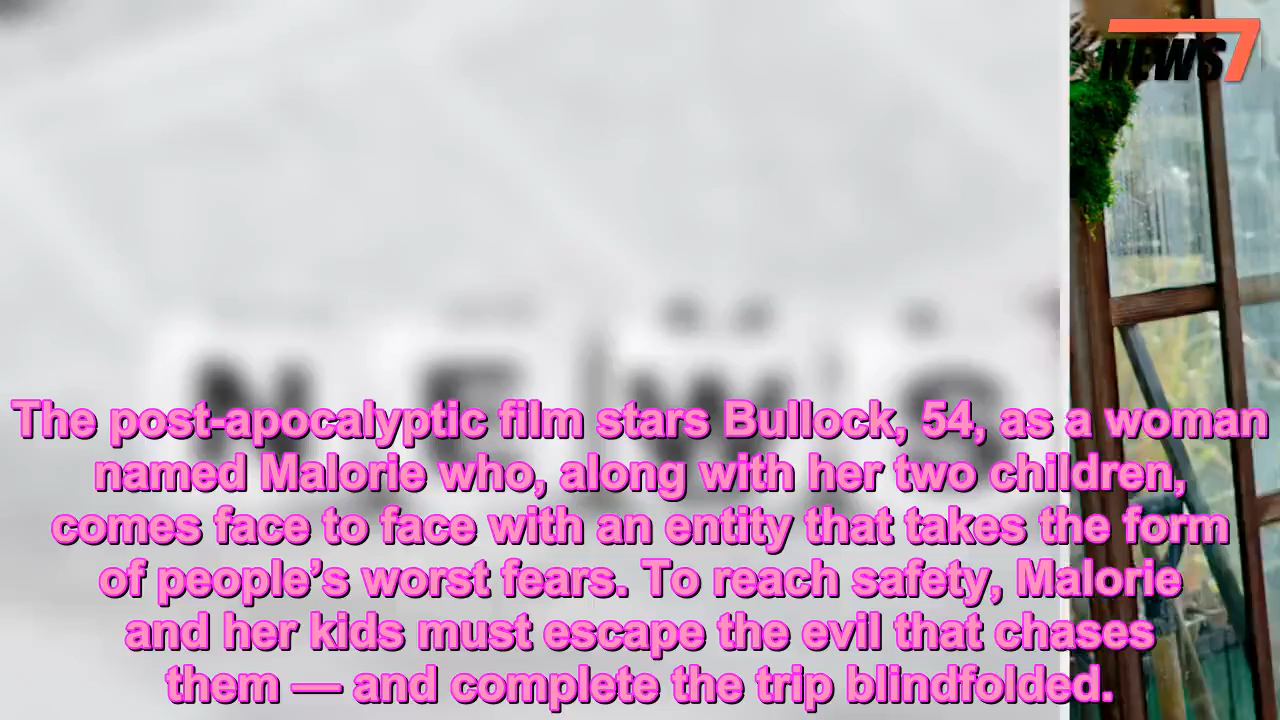 NEWS7
NEWS
The post-apocalyptic film stars Bullock, 54, as a woman
named Malorie who, along with her two children,
comes face to face with an entity that takes the form
of people’s worst fears. To reach safety, Malorie
and her kids must escape the evil that chases
them — and complete the trip blindfolded.